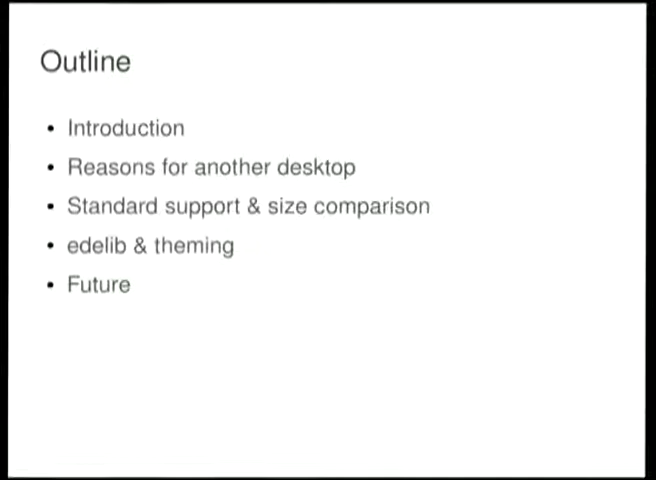 Outline
• Introduction
• Reasons for another desktop
• Standard support & size comparison
• edelib & theming
• Future